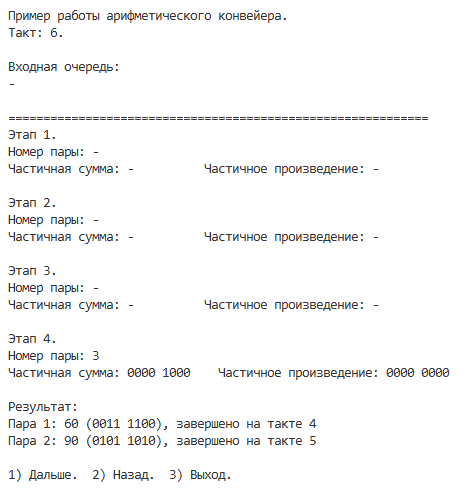 Пример работы арифметического конвейера.
Такт: 6.
Входная очередь:
-
============================================================
Этап 1.
Номер пары: -
Частичная сумма: - Частичное произведение: -
Этап 2.
Номер пары: -
Частичная сумма: - Частичное произведение: -
Этап 3.
Номер пары: -
Частичная сумма: - Частичное произведение: -
Этап 4.
Номер пары: 3
Частичная сумма: 0000 1000 Частичное произведение: 0000 0000
Результат:
Пара 1: 60 (0011 1100), завершено на такте 4
Пара 2: 90 (0101 1010), завершено на такте 5
1) Дальше. 2) Назад. 3) Выход.